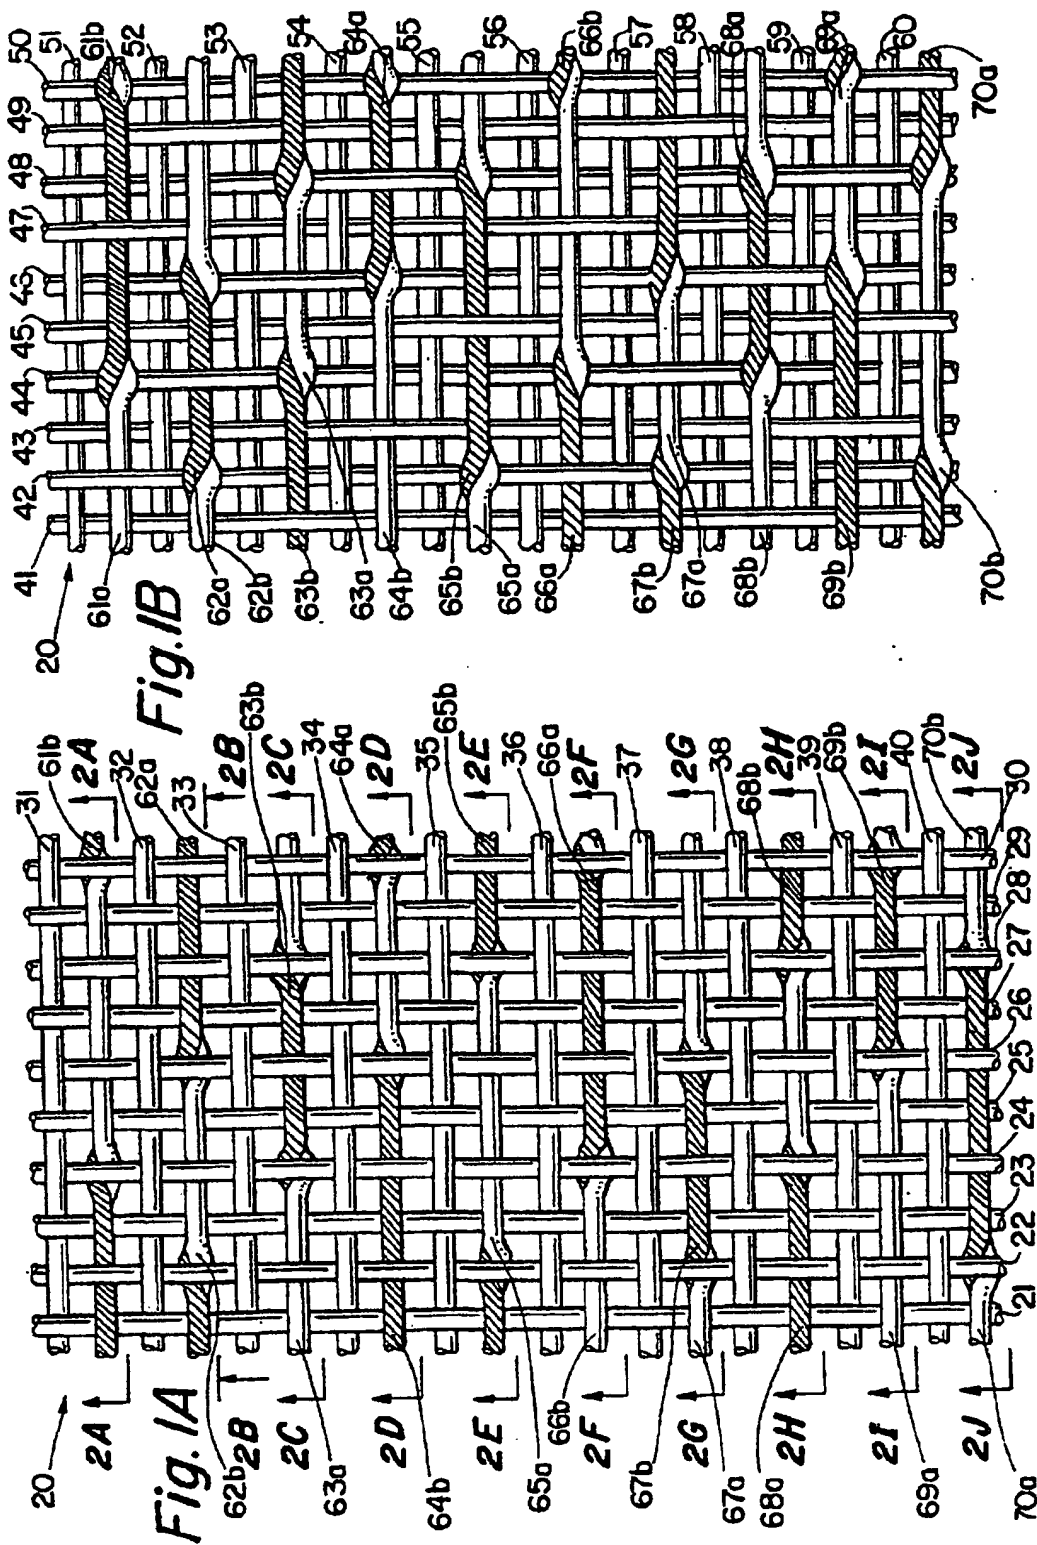 20
2A
Fig. 1A
62b
2B
2C
63a
2D
64b
2E
65a
66b
2F
67b
2G
67a
68a
2H
2I
69a
2J
70a
21
22
23
24
25
26
27
28
29
30
31
61b
2A
32
62a
33
2B
63b
2C
34
64a
2D
35
65b
2E
36
66a
2F
37
2G
38
68b
2H
39
69b
2I
40
70b
2J
20
Fig. 1B
41
42
43
44
45
46
47
48
49
50
61a
62a
62b
63b
63a
64b
65b
65a
66a
67b
67a
68b
69b
70b
51
61b
52
53
54
64a
55
56
66b
57
58
68a
59
69a
60
70a